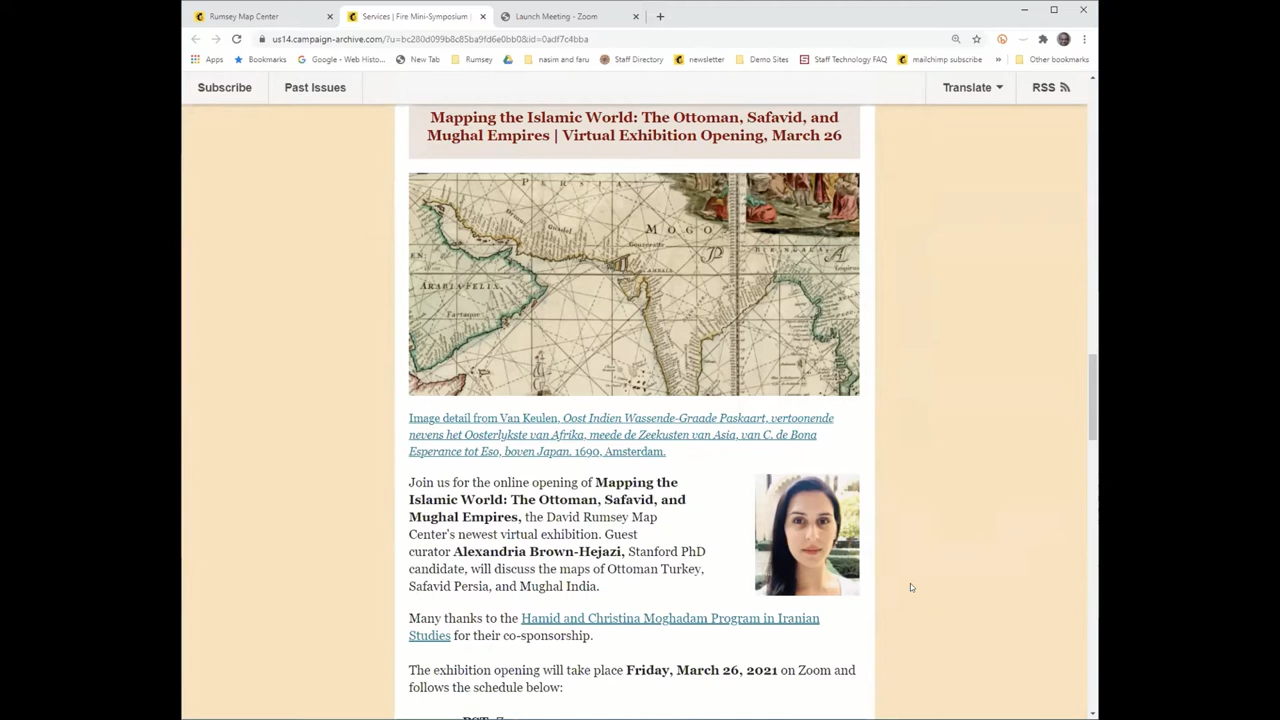 Rumsey Map Center
Services | Fire Mini-Symposium
Launch Meeting - Zoom
us14.campaign-archive.com/?u=bc280d099b8c85ba9fd6e0bb0&id=0adf7c4bba
Apps
Bookmarks
Google - Web Histo...
New Tab
Rumsey
nasim and faru
Staff Directory
newsletter
Demo Sites
Staff Technology FAQ
mailchimp subscribe
Other bookmarks
Subscribe
Past Issues
Translate
RSS
Mapping the Islamic World: The Ottoman, Safavid, and
Mughal Empires | Virtual Exhibition Opening, March 26
PERSIA
MOGO
ARABIA FELIX.
Fartaque
Image detail from Van Keulen, Oost Indien Wassende-Graade Paskaart, vertoonende
nevens het Oosterlykste van Afrika, meede de Zeekusten van Asia, van C. de Bona
Esperance tot Eso, boven Japan. 1690, Amsterdam.
Join us for the online opening of Mapping the
Islamic World: The Ottoman, Safavid, and
Mughal Empires, the David Rumsey Map
Center's newest virtual exhibition. Guest
curator Alexandria Brown-Hejazi, Stanford PhD
candidate, will discuss the maps of Ottoman Turkey,
Safavid Persia, and Mughal India.
Many thanks to the Hamid and Christina Moghadam Program in Iranian
Studies for their co-sponsorship.
The exhibition opening will take place Friday, March 26, 2021 on Zoom and
follows the schedule below: